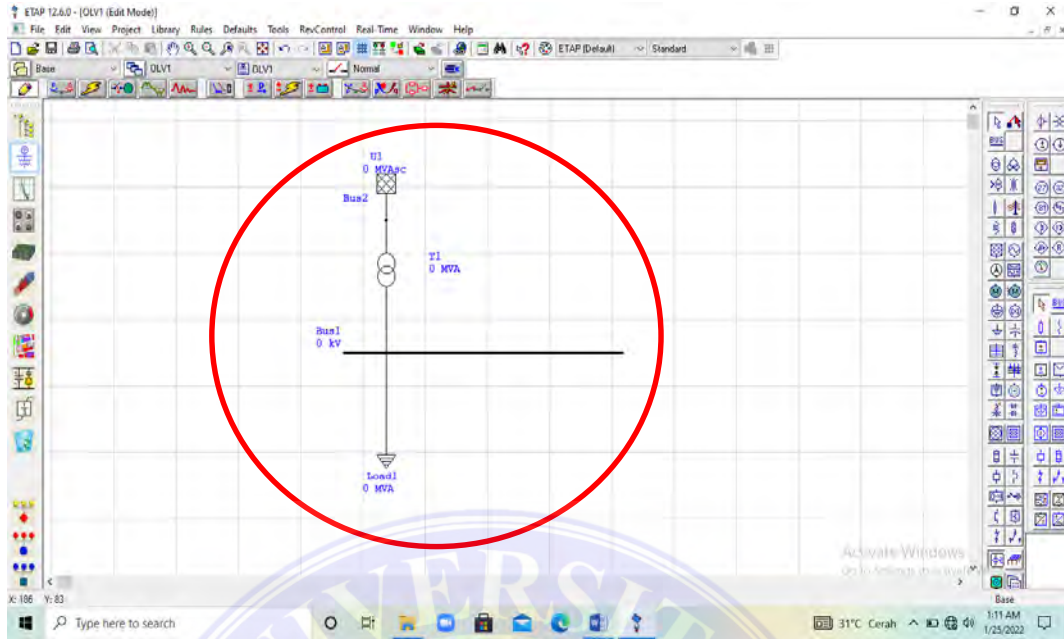 ETAP 12.6.0 - [OLV1 (Edit Mode)]
File Edit View Project Library Rules Defaults Tools RevControl Real-Time Window Help
ETAP (Default) Standard
Base OLV1 OLV1 Normal
U1
0 MVAsc
Bus2
T1
0 MVA
Bus1
0 kV
Load1
0 MVA
Activate Windows
X: 186 Y: 83
Base
Type here to search
31°C Cerah
1:11 AM
1/25/2022